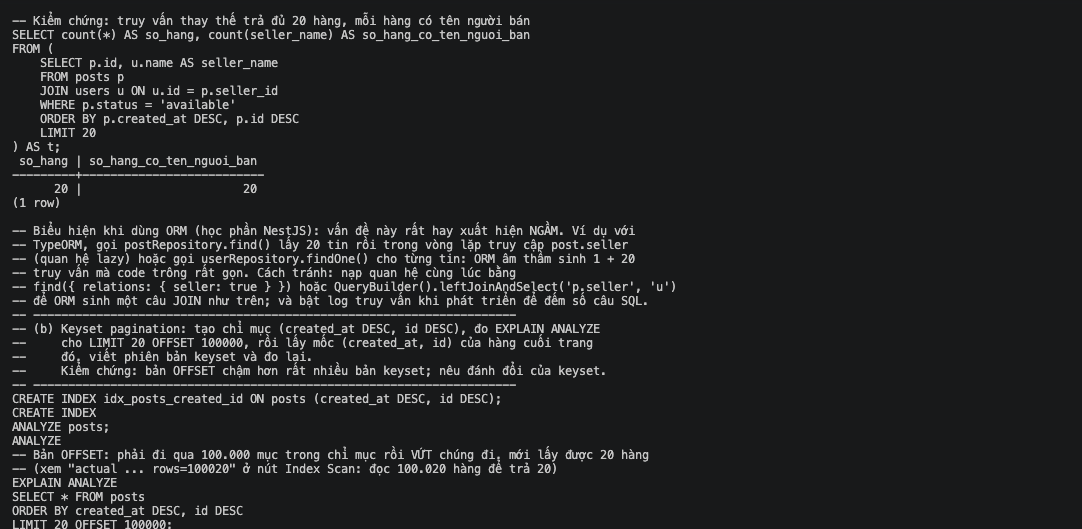 -- Kiểm chứng: truy vấn thay thế trả đủ 20 hàng, mỗi hàng có tên người bán
SELECT count(*) AS so_hang, count(seller_name) AS so_hang_co_ten_nguoi_ban
FROM (
    SELECT p.id, u.name AS seller_name
    FROM posts p
    JOIN users u ON u.id = p.seller_id
    WHERE p.status = 'available'
    ORDER BY p.created_at DESC, p.id DESC
    LIMIT 20
) AS t;
 so_hang | so_hang_co_ten_nguoi_ban
---------+--------------------------
      20 |                       20
(1 row)

-- Biểu hiện khi dùng ORM (học phần NestJS): vấn đề này rất hay xuất hiện NGẦM. Ví dụ với
-- TypeORM, gọi postRepository.find() lấy 20 tin rồi trong vòng lặp truy cập post.seller
-- (quan hệ lazy) hoặc gọi userRepository.findOne() cho từng tin: ORM âm thầm sinh 1 + 20
-- truy vấn mà code trông rất gọn. Cách tránh: nạp quan hệ cùng lúc bằng
-- find({ relations: { seller: true } }) hoặc QueryBuilder().leftJoinAndSelect('p.seller', 'u')
-- để ORM sinh một câu JOIN như trên; và bật log truy vấn khi phát triển để đếm số câu SQL.
-- ---------------------------------------------------------------------
-- (b) Keyset pagination: tạo chỉ mục (created_at DESC, id DESC), đo EXPLAIN ANALYZE
--     cho LIMIT 20 OFFSET 100000, rồi lấy mốc (created_at, id) của hàng cuối trang
--     đó, viết phiên bản keyset và đo lại.
--     Kiểm chứng: bản OFFSET chậm hơn rất nhiều bản keyset; nêu đánh đổi của keyset.
-- ---------------------------------------------------------------------
CREATE INDEX idx_posts_created_id ON posts (created_at DESC, id DESC);
CREATE INDEX
ANALYZE posts;
ANALYZE
-- Bản OFFSET: phải đi qua 100.000 mục trong chỉ mục rồi VỨT chúng đi, mới lấy được 20 hàng
-- (xem "actual ... rows=100020" ở nút Index Scan: đọc 100.020 hàng để trả 20)
EXPLAIN ANALYZE
SELECT * FROM posts
ORDER BY created_at DESC, id DESC
LIMIT 20 OFFSET 100000;